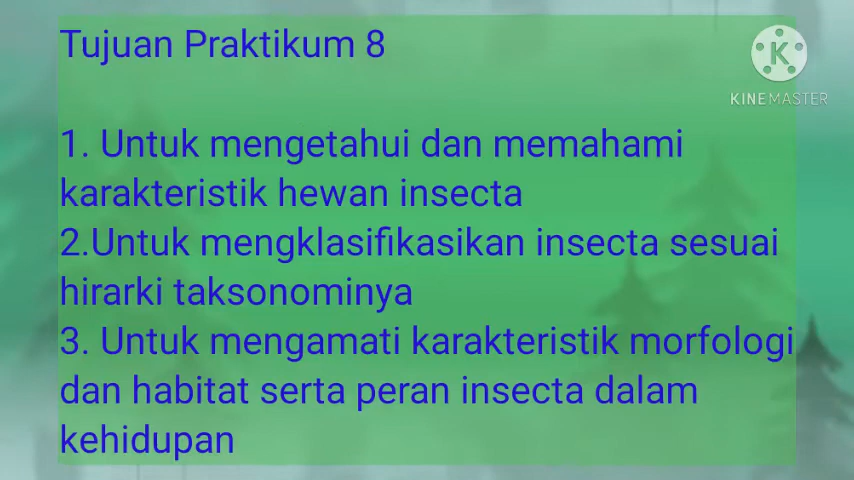 Tujuan Praktikum 8
K
KINEMASTER
1. Untuk mengetahui dan memahami
karakteristik hewan insecta
2.Untuk mengklasifikasikan insecta sesuai
hirarki taksonominya
3. Untuk mengamati karakteristik morfologi
dan habitat serta peran insecta dalam
kehidupan